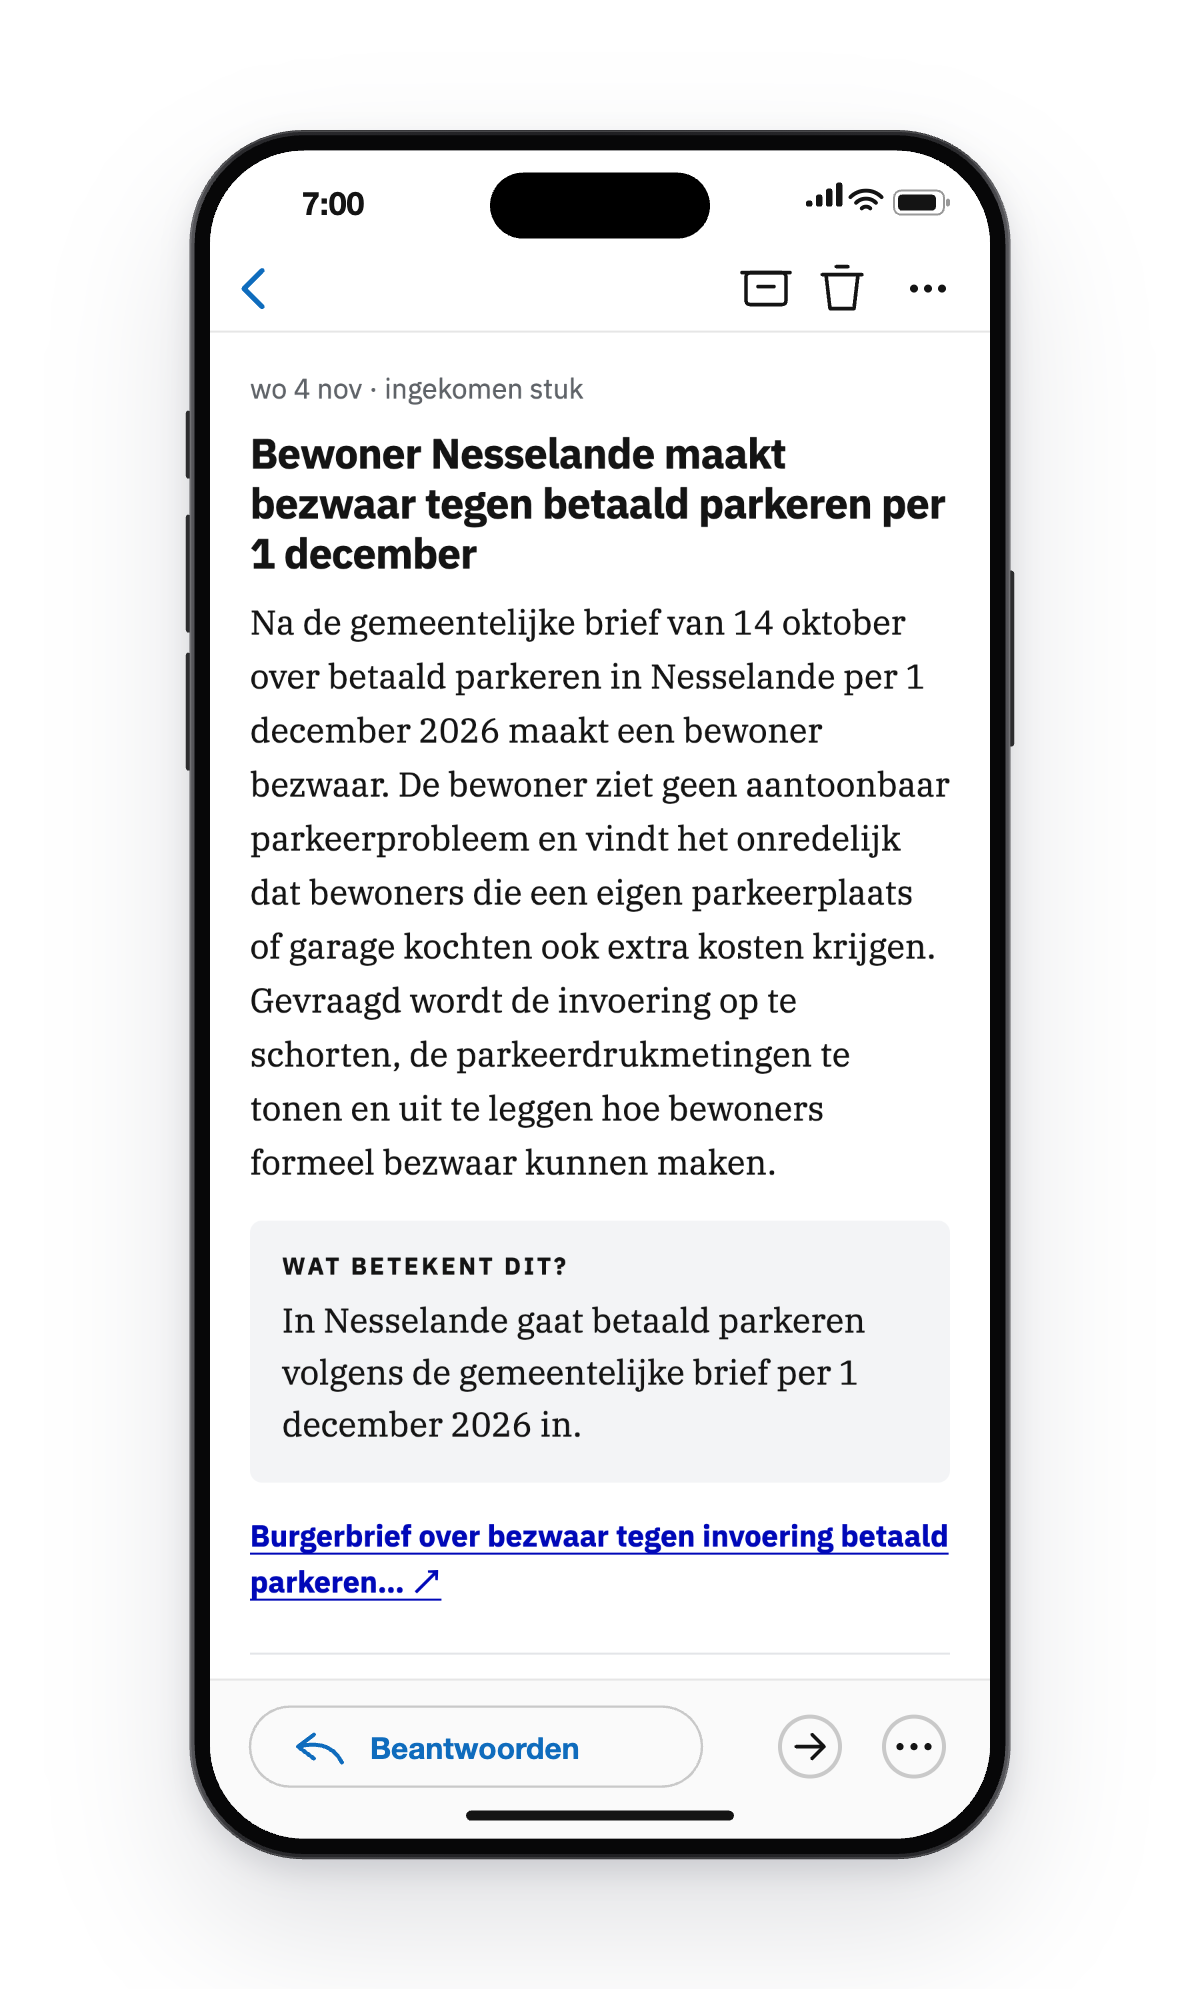 7:00
wo 4 nov · ingekomen stuk
Bewoner Nesselande maakt
bezwaar tegen betaald parkeren per
1 december
Na de gemeentelijke brief van 14 oktober
over betaald parkeren in Nesselande per 1
december 2026 maakt een bewoner
bezwaar. De bewoner ziet geen aantoonbaar
parkeerprobleem en vindt het onredelijk
dat bewoners die een eigen parkeerplaats
of garage kochten ook extra kosten krijgen.
Gevraagd wordt de invoering op te
schorten, de parkeerdrukmetingen te
tonen en uit te leggen hoe bewoners
formeel bezwaar kunnen maken.
WAT BETEKENT DIT?
In Nesselande gaat betaald parkeren
volgens de gemeentelijke brief per 1
december 2026 in.
Burgerbrief over bezwaar tegen invoering betaald
parkeren... ↗
Beantwoorden